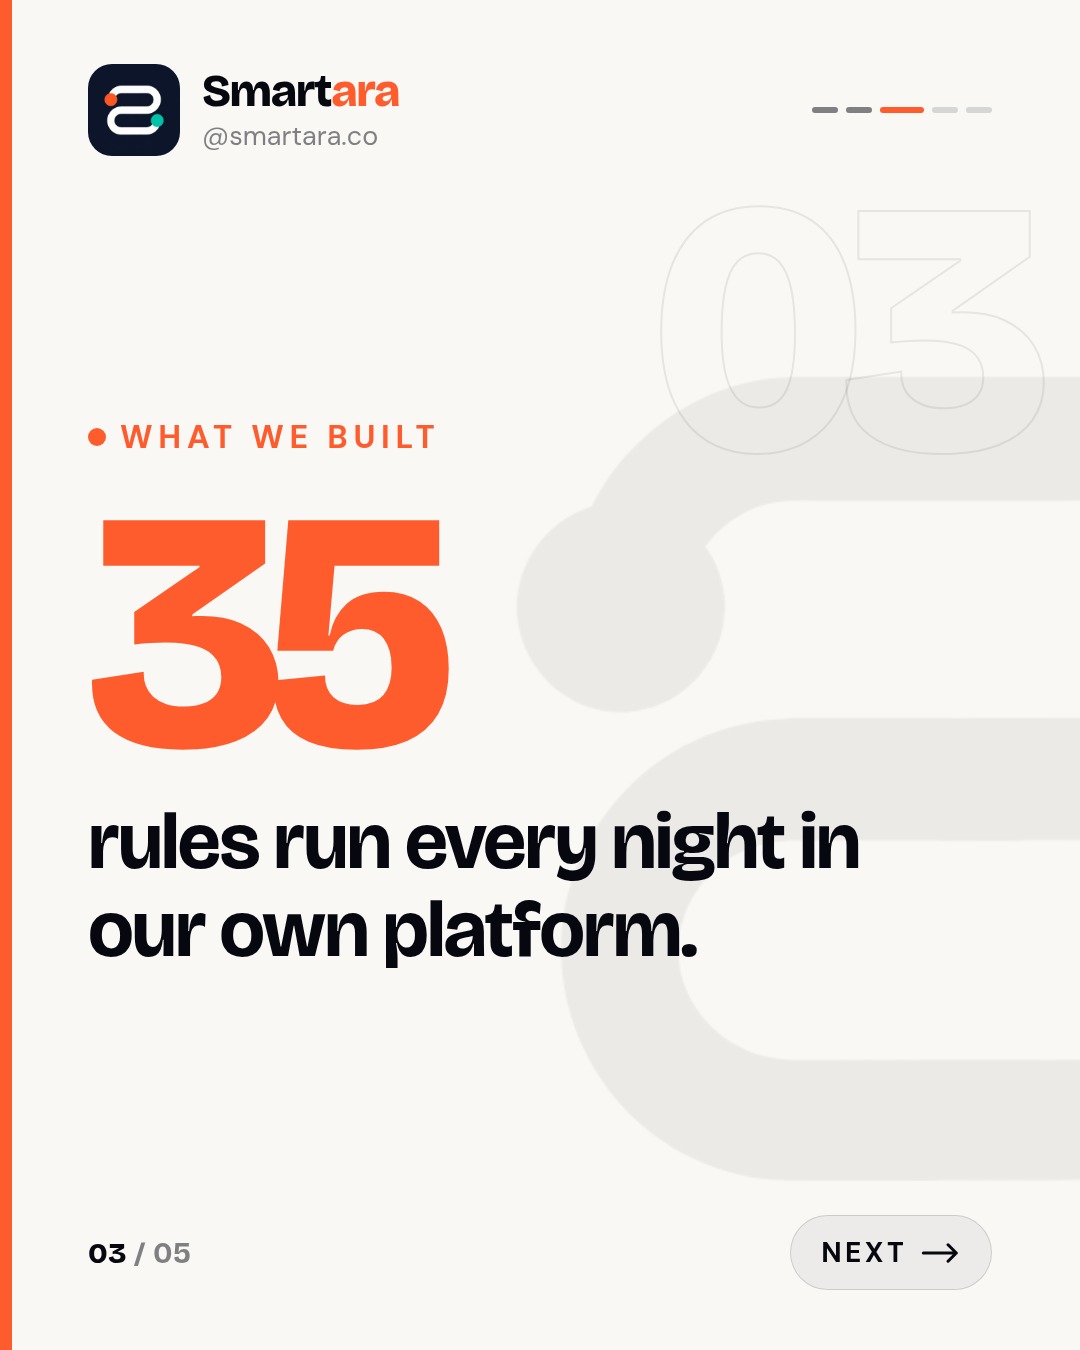 Smartara
@smartara.co
03
WHAT WE BUILT
35
rules run every night in
our own platform.
03 / 05
NEXT →